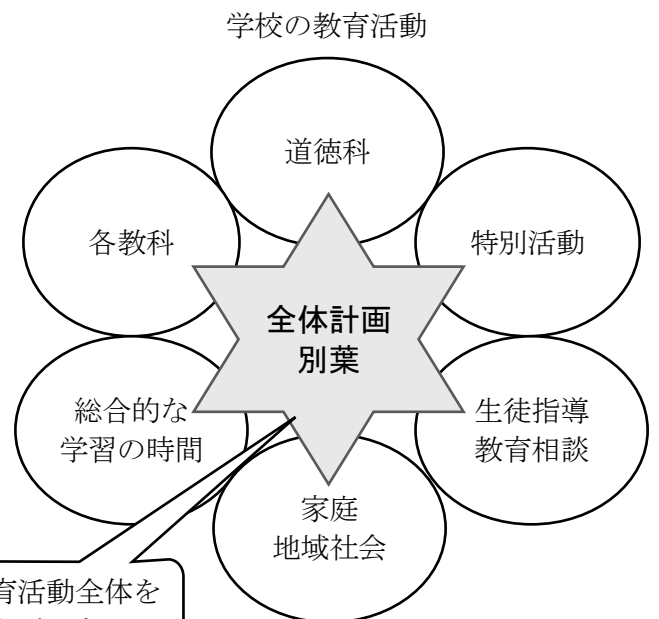 学校の教育活動
道徳科
各教科
特別活動
全体計画
別葉
総合的な
学習の時間
生徒指導
教育相談
家庭
地域社会
育活動全体を